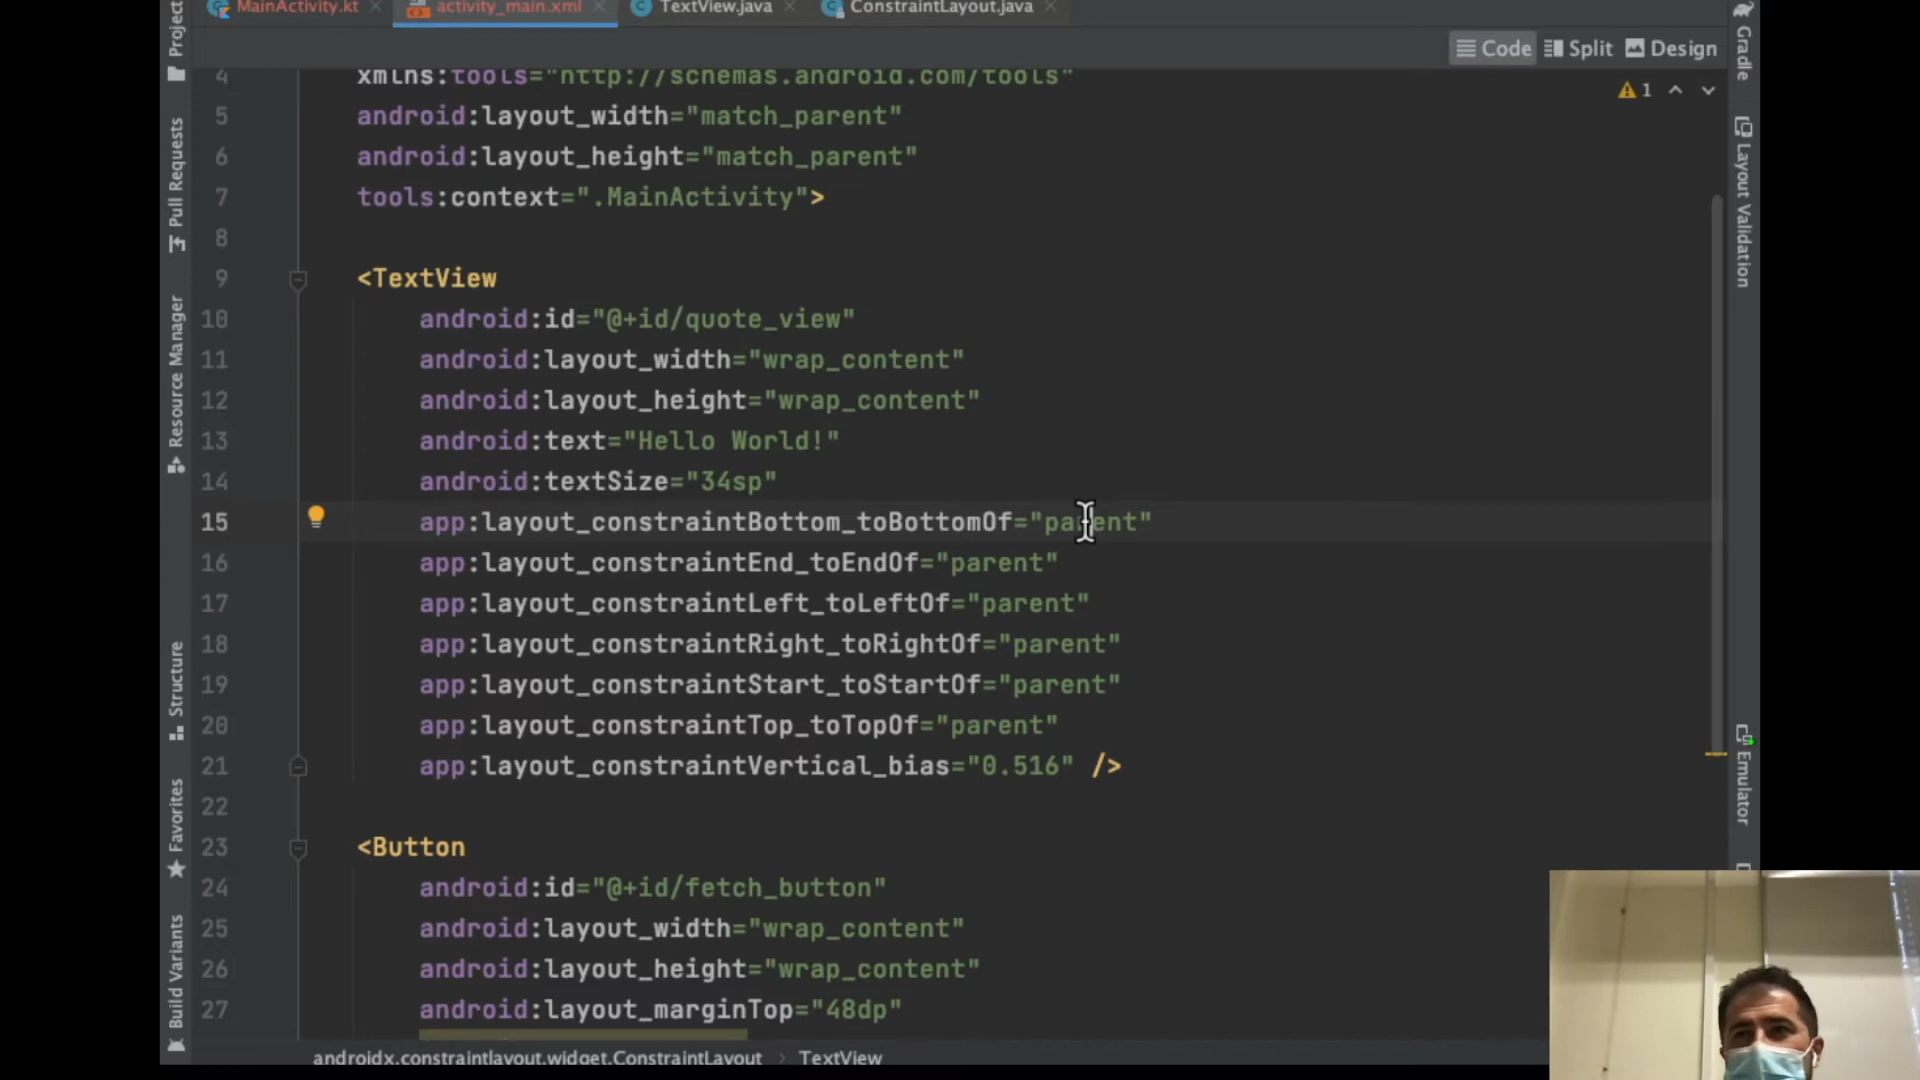 MainActivity.kt
activity_main.xml
TextView.java
ConstraintLayout.java
Code
Split
Design
1
4 xmlns:tools="http://schemas.android.com/tools"
5 android:layout_width="match_parent"
6 android:layout_height="match_parent"
7 tools:context=".MainActivity">
8
9 <TextView
10 android:id="@+id/quote_view"
11 android:layout_width="wrap_content"
12 android:layout_height="wrap_content"
13 android:text="Hello World!"
14 android:textSize="34sp"
15 app:layout_constraintBottom_toBottomOf="parent"
16 app:layout_constraintEnd_toEndOf="parent"
17 app:layout_constraintLeft_toLeftOf="parent"
18 app:layout_constraintRight_toRightOf="parent"
19 app:layout_constraintStart_toStartOf="parent"
20 app:layout_constraintTop_toTopOf="parent"
21 app:layout_constraintVertical_bias="0.516" />
22
23 <Button
24 android:id="@+id/fetch_button"
25 android:layout_width="wrap_content"
26 android:layout_height="wrap_content"
27 android:layout_marginTop="48dp"
androidx.constraintlayout.widget.ConstraintLayout
TextView
Pull Requests
Resource Manager
Structure
Favorites
Build Variants
Gradle
Layout Validation
Emulator